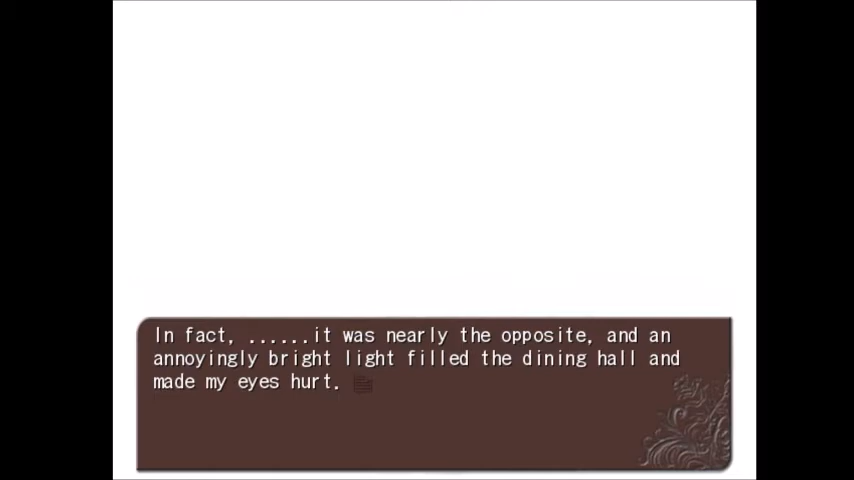 In fact, ......it was nearly the opposite, and an
annoyingly bright light filled the dining hall and
made my eyes hurt.